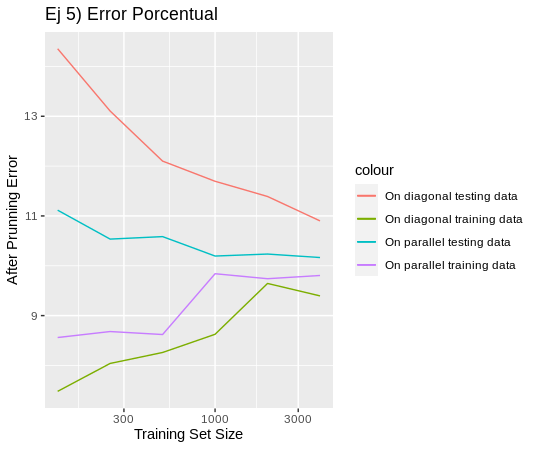 Ej 5) Error Porcentual
After Prunning Error
13
11
9
300
1000
3000
Training Set Size
colour
On diagonal testing data
On diagonal training data
On parallel testing data
On parallel training data